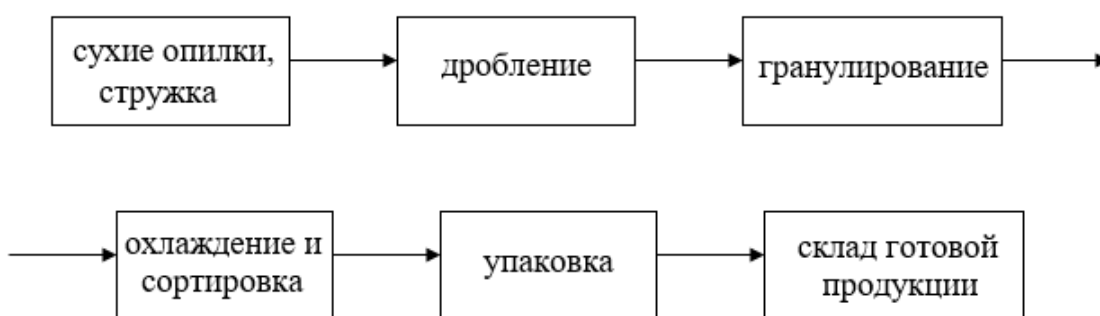 сухие опилки,
стружка
дробление
гранулирование
охлаждение и
сортировка
упаковка
склад готовой
продукции